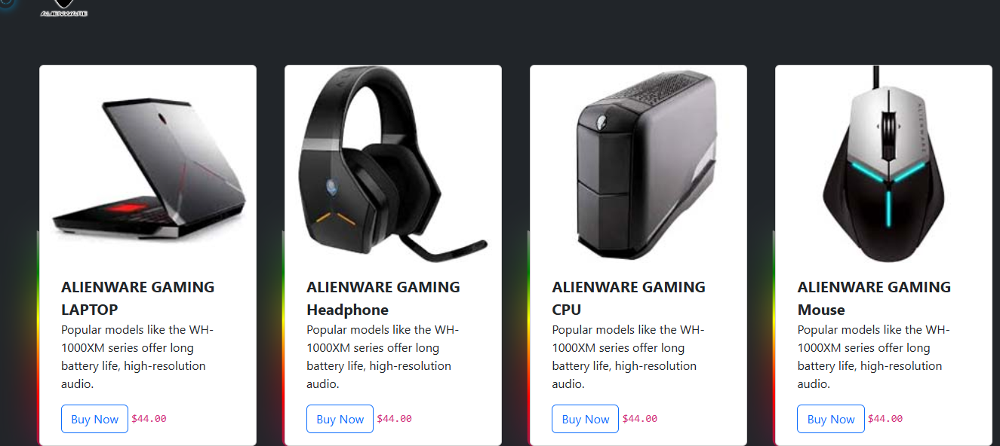 ALIENWARE
ALIENWARE GAMING
LAPTOP
Popular models like the WH-
1000XM series offer long
battery life, high-resolution
audio.
Buy Now $44.00
ALIENWARE GAMING
Headphone
Popular models like the WH-
1000XM series offer long
battery life, high-resolution
audio.
Buy Now $44.00
ALIENWARE GAMING
CPU
Popular models like the WH-
1000XM series offer long
battery life, high-resolution
audio.
Buy Now $44.00
ALIENWARE
ALIENWARE GAMING
Mouse
Popular models like the WH-
1000XM series offer long
battery life, high-resolution
audio.
Buy Now $44.00